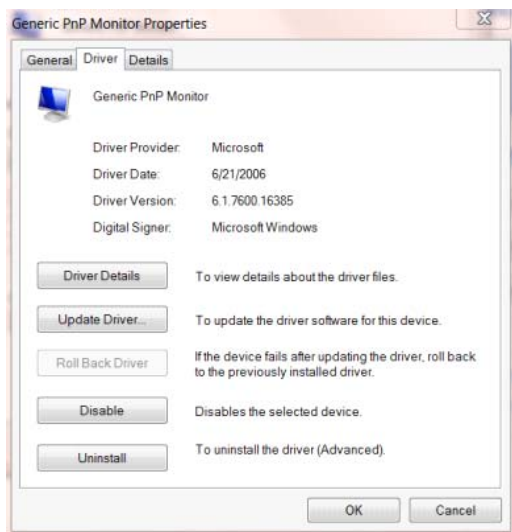 Generic PnP Monitor Properties
General Driver Details
Generic PnP Monitor
Driver Provider: Microsoft
Driver Date: 6/21/2006
Driver Version: 6.1.7600.16385
Digital Signer: Microsoft Windows
Driver Details To view details about the driver files.
Update Driver... To update the driver software for this device.
Roll Back Driver If the device fails after updating the driver, roll back
to the previously installed driver.
Disable Disables the selected device.
Uninstall To uninstall the driver (Advanced).
OK Cancel